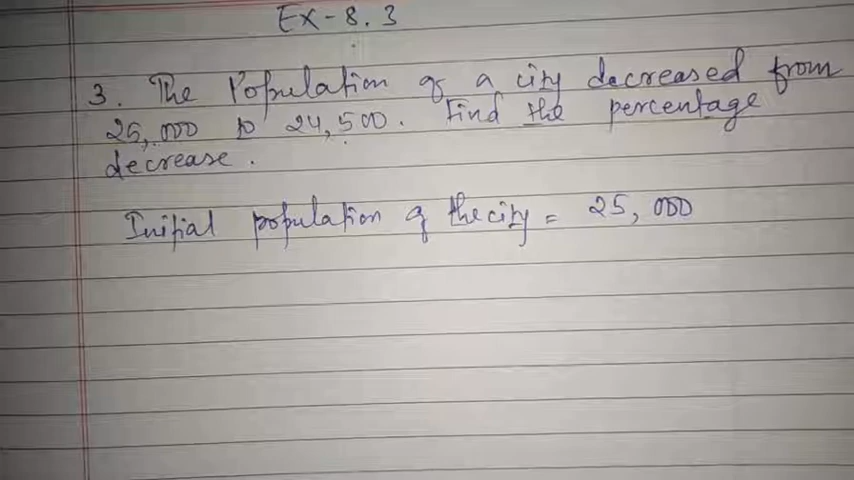 Ex-8.3
3. The Population of a city decreased from
25,000 to 24,500. Find the percentage
decrease.
Initial population of the city = 25,000